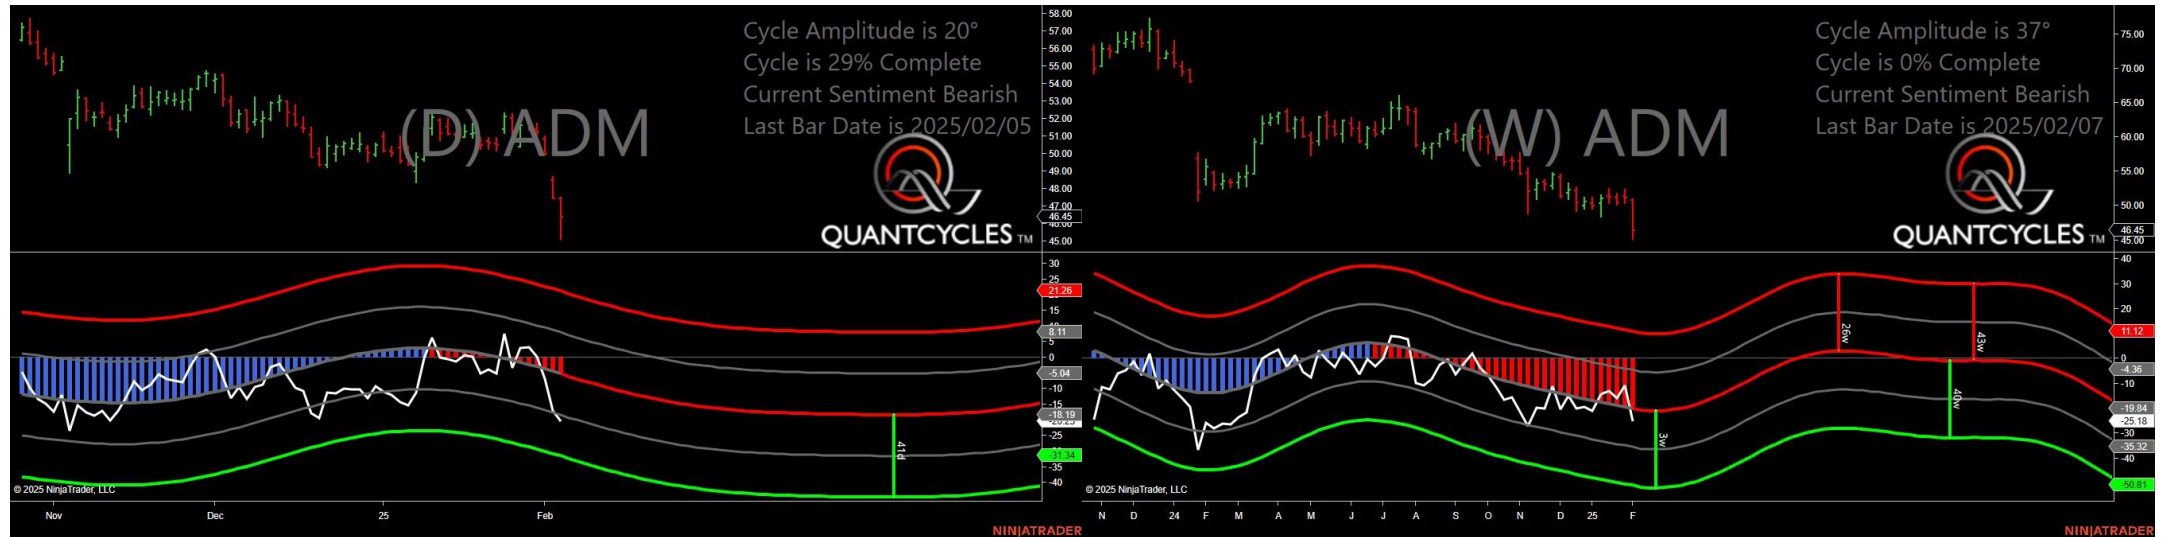 Cycle Amplitude is 20°
Cycle is 29% Complete
Current Sentiment Bearish
Last Bar Date is 2025/02/05
(D) ADM
QUANTCYCLES TM
58.00
57.00
56.00
55.00
54.00
53.00
52.00
51.00
50.00
49.00
48.00
47.00
46.45
46.00
45.00
30
25
21.26
15
8.11
5
0
-5.04
-10
-15
-18.19
-25
-31.34
-35
-40
41d
© 2025 NinjaTrader, LLC
Nov Dec 25 Feb
NINJATRADER
Cycle Amplitude is 37°
Cycle is 0% Complete
Current Sentiment Bearish
Last Bar Date is 2025/02/07
(W) ADM
QUANTCYCLES TM
75.00
70.00
65.00
60.00
55.00
50.00
46.45
45.00
40
30
20
11.12
0
-4.36
-10
-19.84
-25.18
-30
-35.32
-40
-50.81
26w
43w
40w
3w
© 2025 NinjaTrader, LLC
N D 24 F M A M J J A S O N D 25 F
NINJATRADER